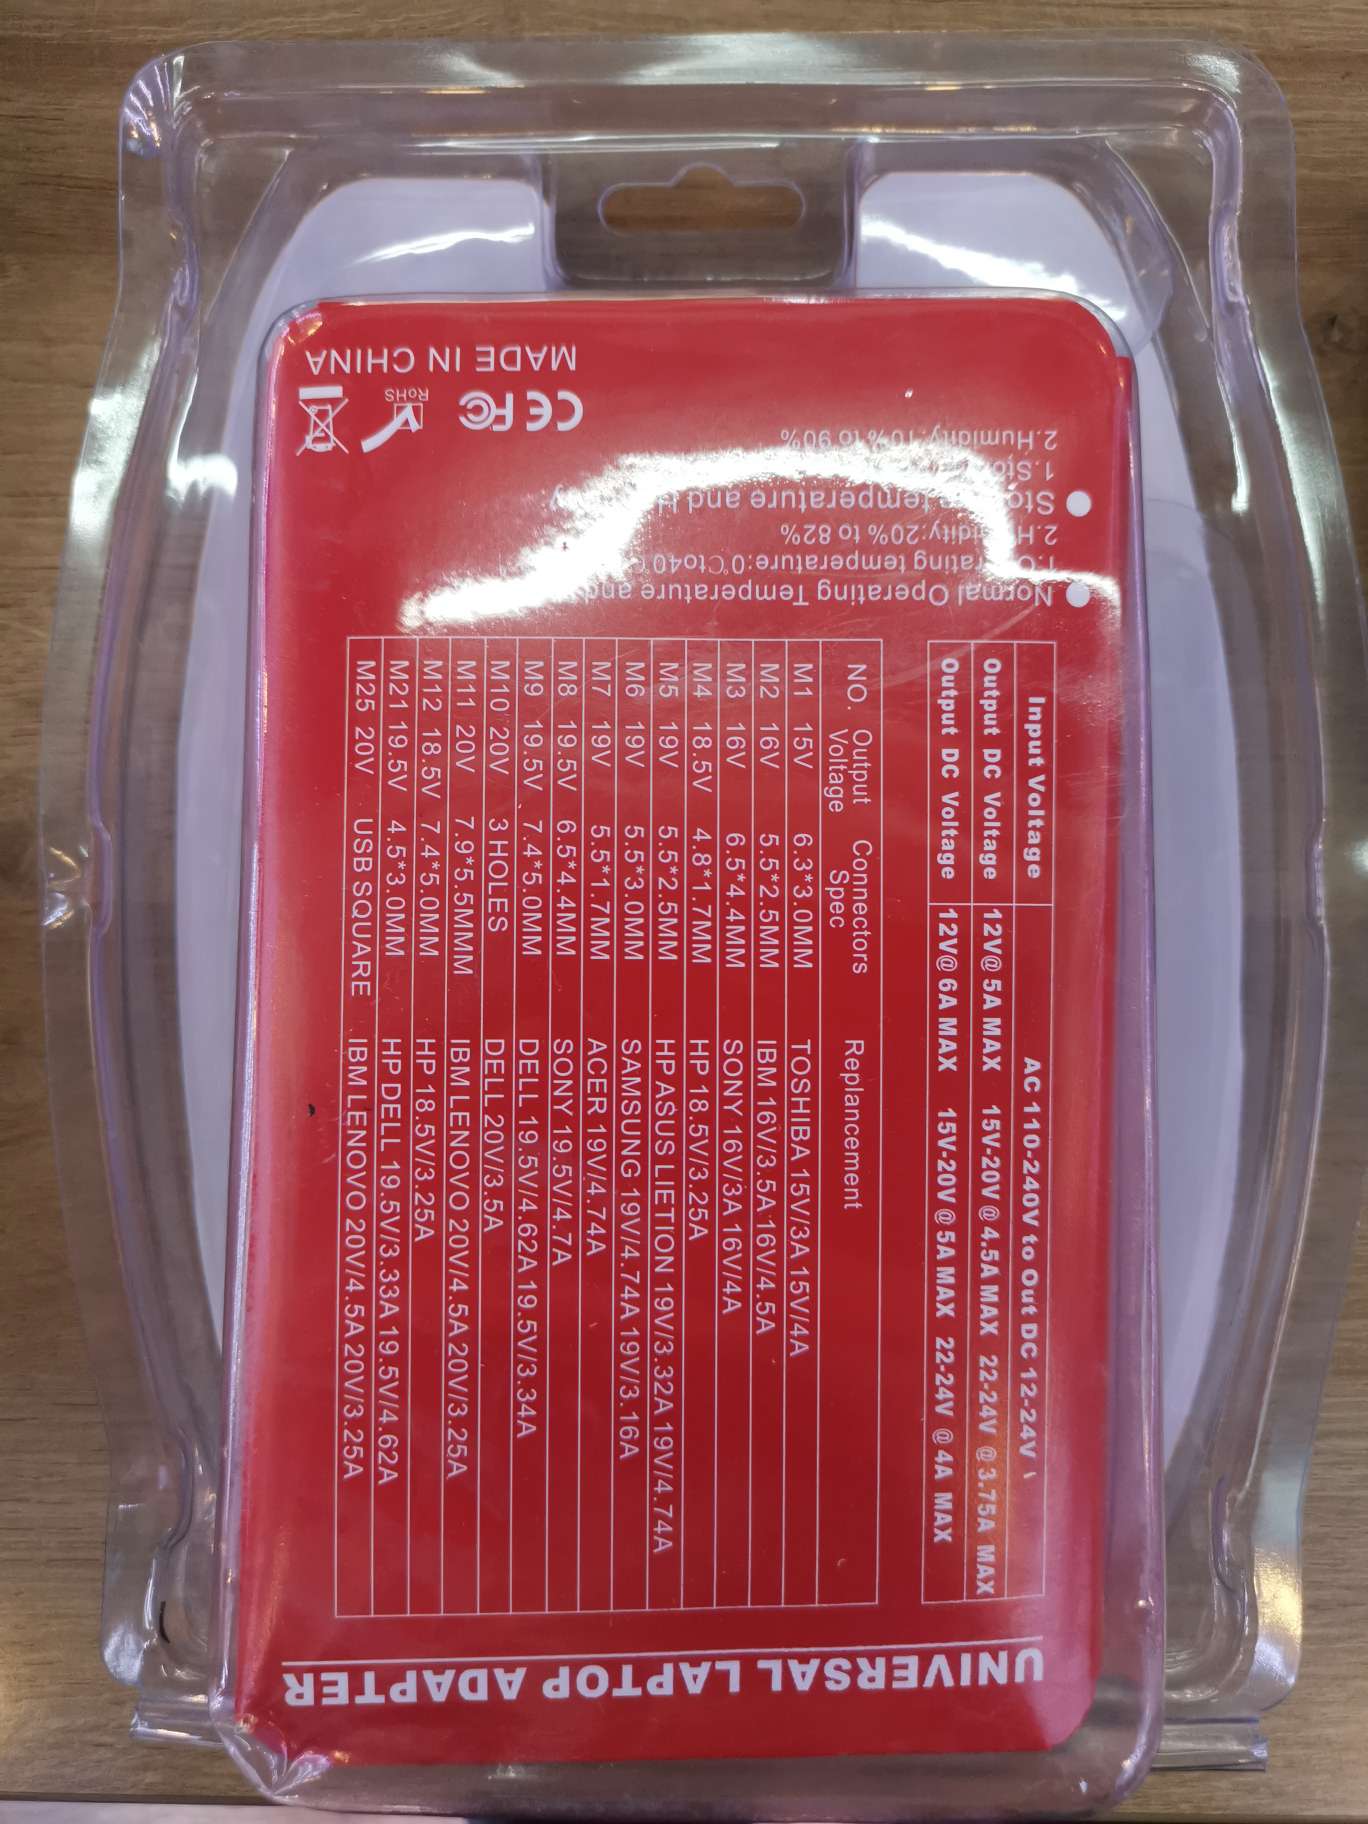 UNIVERSAL LAPTOP ADAPTER
Input Voltage AC 110-240V to Out DC 12-24V \
Output DC Voltage 12V@ 5A MAX 15V-20V @ 4.5A MAX 22-24V @ 3.75A MAX
Output DC Voltage 12V@ 6A MAX 15V-20V @ 5A MAX 22-24V @ 4A MAX
NO. Output Voltage Connectors Spec Replancement
M1 15V 6.3*3.0MM TOSHIBA 15V/3A 15V/4A
M2 16V 5.5*2.5MM IBM 16V/3.5A 16V/4.5A
M3 16V 6.5*4.4MM SONY 16V/3A 16V/4A
M4 18.5V 4.8*1.7MM HP 18.5V/3.25A
M5 19V 5.5*2.5MM HP ASUS LIETION 19V/3.32A 19V/4.74A
M6 19V 5.5*3.0MM SAMSUNG 19V/4.74A 19V/3.16A
M7 19V 5.5*1.7MM ACER 19V/4.74A
M8 19.5V 6.5*4.4MM SONY 19.5V/4.7A
M9 19.5V 7.4*5.0MM DELL 19.5V/4.62A 19.5V/3.34A
M10 20V 3HOLES DELL 20V/3.5A
M11 20V 7.9*5.5MMM IBM LENOVO 20V/4.5A 20V/3.25A
M12 18.5V 7.4*5.0MM HP 18.5V/3.25A
M21 19.5V 4.5*3.0MM HP DELL 19.5V/3.33A 19.5V/4.62A
M25 20V USB SQUARE IBM LENOVO 20V/4.5A 20V/3.25A
Normal Operating Temperature and
1.Operating temperature:0°Cto40°C
2.Humidity:20% to 82%
Storage temperature and
1.
2.Humidity:10% to 90%
CE FC RoHS
MADE IN CHINA